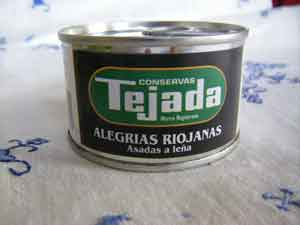 CONSERVAS
Tejada
ALEGRIAS RIOJANAS
Asadas a leña